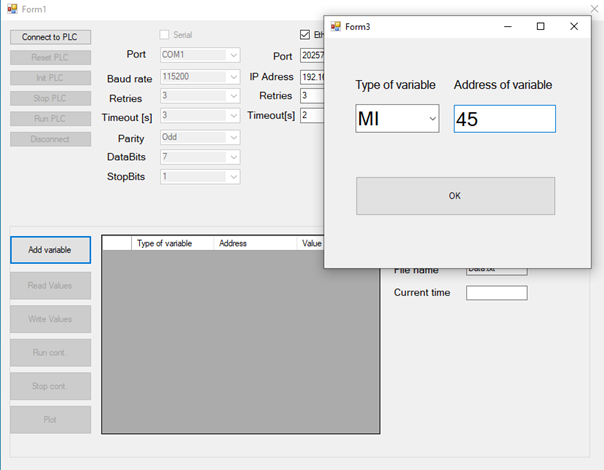 Form1
Connect to PLC
Reset PLC
Init PLC
Stop PLC
Run PLC
Disconnect
Serial
Port COM1
Baud rate 115200
Retries 3
Timeout [s] 3
Parity Odd
DataBits 7
StopBits 1
Port 20257
IP Adress
Retries 3
Timeout[s] 2
Form3
Type of variable Address of variable
MI 45
OK
Add variable
Read Values
Write Values
Run cont.
Stop cont.
Plot
Type of variable Address Value
File name Data.txt
Current time